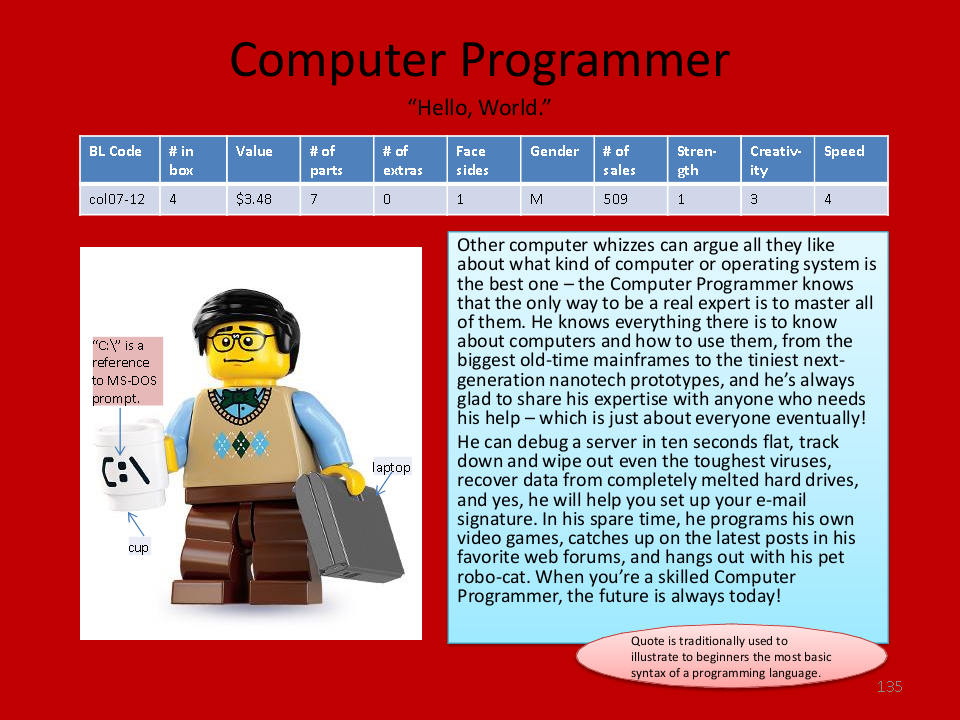 Computer Programmer
“Hello, World.”
BL Code # in box Value # of parts # of extras Face sides Gender # of sales Stren-gth Creativ-ity Speed
col07-12 4 $3.48 7 0 1 M 509 1 3 4
“C:\” is a
reference
to MS-DOS
prompt.
C:\
laptop
cup
Other computer whizzes can argue all they like
about what kind of computer or operating system is
the best one – the Computer Programmer knows
that the only way to be a real expert is to master all
of them. He knows everything there is to know
about computers and how to use them, from the
biggest old-time mainframes to the tiniest next-
generation nanotech prototypes, and he’s always
glad to share his expertise with anyone who needs
his help – which is just about everyone eventually!
He can debug a server in ten seconds flat, track
down and wipe out even the toughest viruses,
recover data from completely melted hard drives,
and yes, he will help you set up your e-mail
signature. In his spare time, he programs his own
video games, catches up on the latest posts in his
favorite web forums, and hangs out with his pet
robo-cat. When you’re a skilled Computer
Programmer, the future is always today!
Quote is traditionally used to
illustrate to beginners the most basic
syntax of a programming language.
135